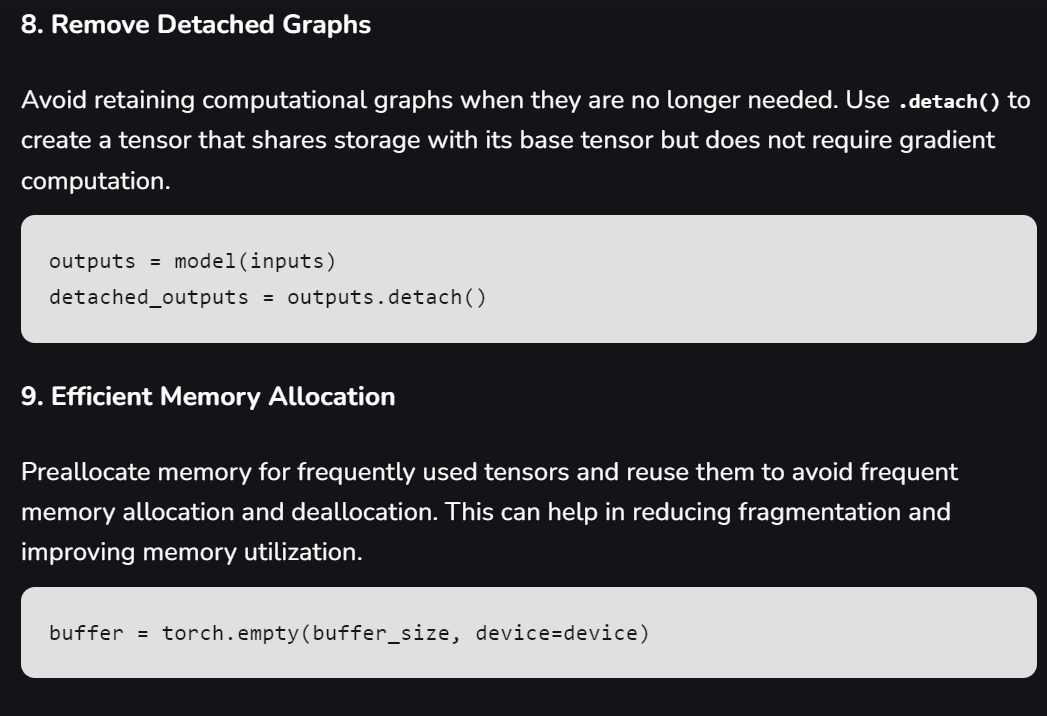 8. Remove Detached Graphs
Avoid retaining computational graphs when they are no longer needed. Use .detach() to
create a tensor that shares storage with its base tensor but does not require gradient
computation.
outputs = model(inputs)
detached_outputs = outputs.detach()
9. Efficient Memory Allocation
Preallocate memory for frequently used tensors and reuse them to avoid frequent
memory allocation and deallocation. This can help in reducing fragmentation and
improving memory utilization.
buffer = torch.empty(buffer_size, device=device)